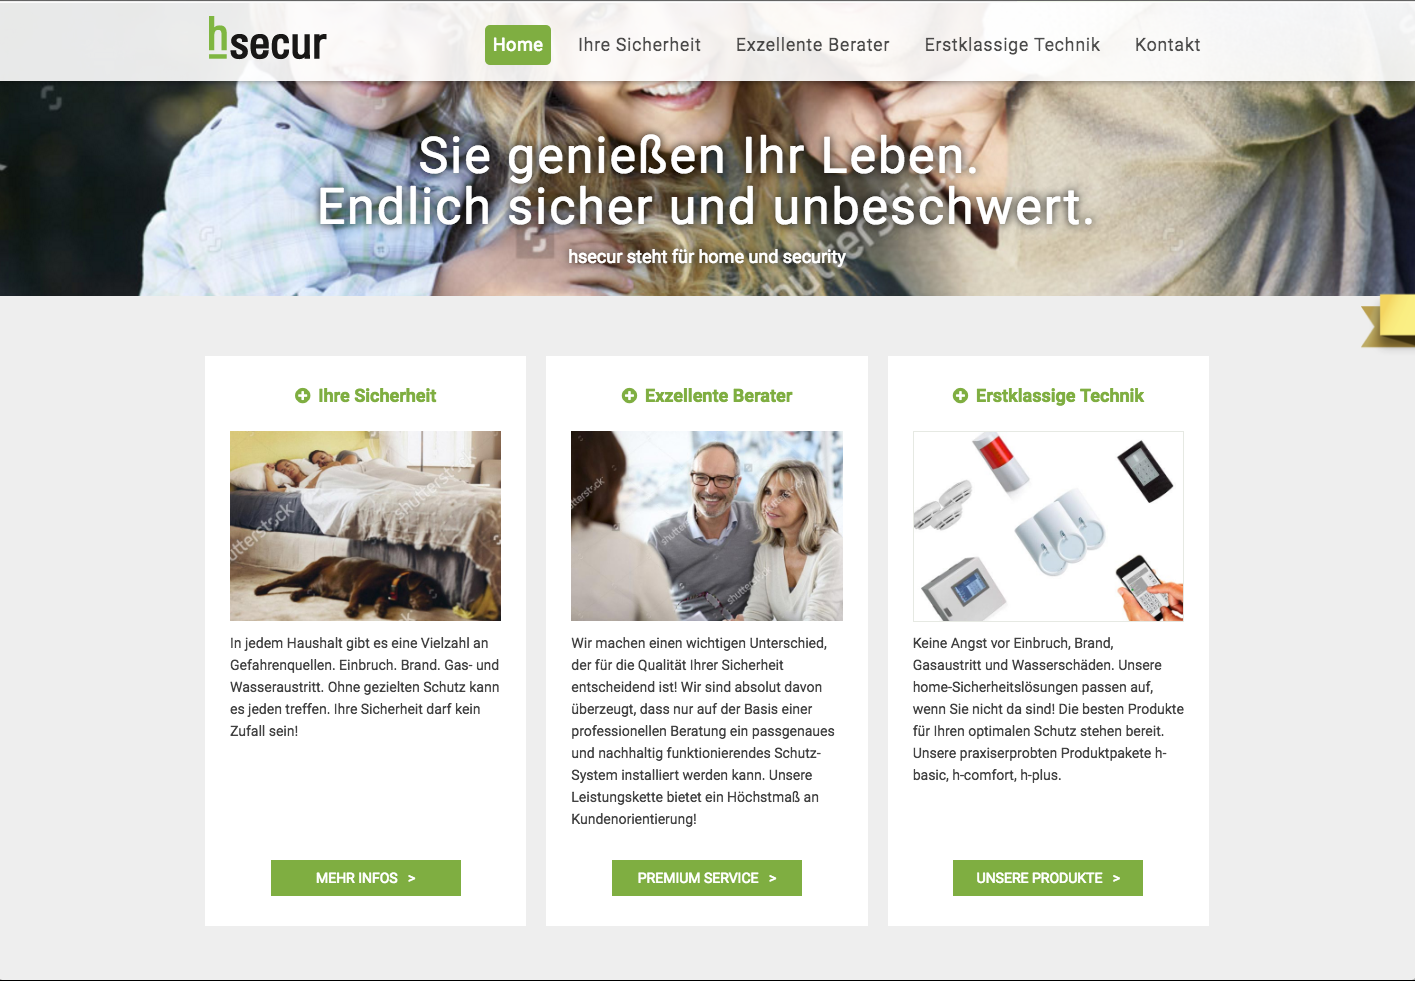 hsecur
Home
Ihre Sicherheit
Exzellente Berater
Erstklassige Technik
Kontakt
Sie genießen Ihr Leben.
Endlich sicher und unbeschwert.
hsecur steht für home und security
shutterstock
Ihre Sicherheit
shutterstock
shutterstock
In jedem Haushalt gibt es eine Vielzahl an
Gefahrenquellen. Einbruch. Brand. Gas- und
Wasseraustritt. Ohne gezielten Schutz kann
es jeden treffen. Ihre Sicherheit darf kein
Zufall sein!
MEHR INFOS >
Exzellente Berater
shutterstock
shutterstock
shutterstock
Wir machen einen wichtigen Unterschied,
der für die Qualität Ihrer Sicherheit
entscheidend ist! Wir sind absolut davon
überzeugt, dass nur auf der Basis einer
professionellen Beratung ein passgenaues
und nachhaltig funktionierendes Schutz-
System installiert werden kann. Unsere
Leistungskette bietet ein Höchstmaß an
Kundenorientierung!
PREMIUM SERVICE >
Erstklassige Technik
Keine Angst vor Einbruch, Brand,
Gasaustritt und Wasserschäden. Unsere
home-Sicherheitslösungen passen auf,
wenn Sie nicht da sind! Die besten Produkte
für Ihren optimalen Schutz stehen bereit.
Unsere praxiserprobten Produktpakete h-
basic, h-comfort, h-plus.
UNSERE PRODUKTE >